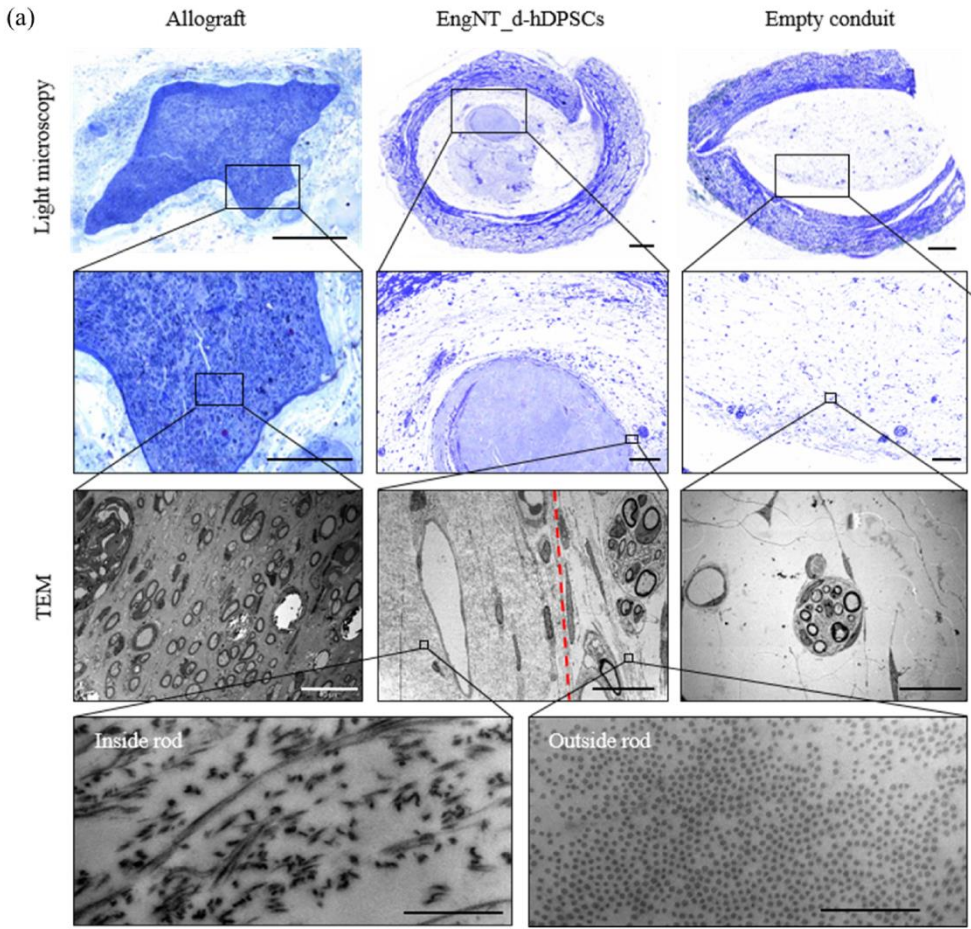 (a)
Allograft
EngNT_d-hDPSCs
Empty conduit
Light microscopy
TEM
Inside rod
Outside rod